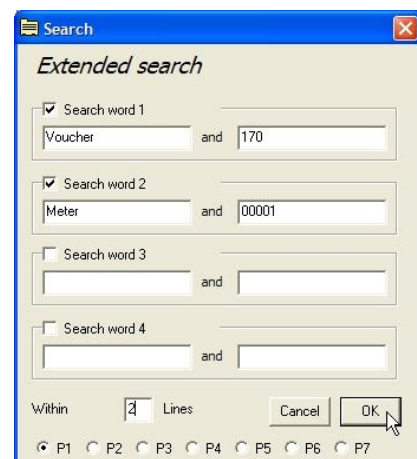 Search
Extended search
Search word 1
Voucher and 170
Search word 2
Meter and 00001
Search word 3
and
Search word 4
and
Within 2 Lines Cancel OK
P1 P2 P3 P4 P5 P6 P7